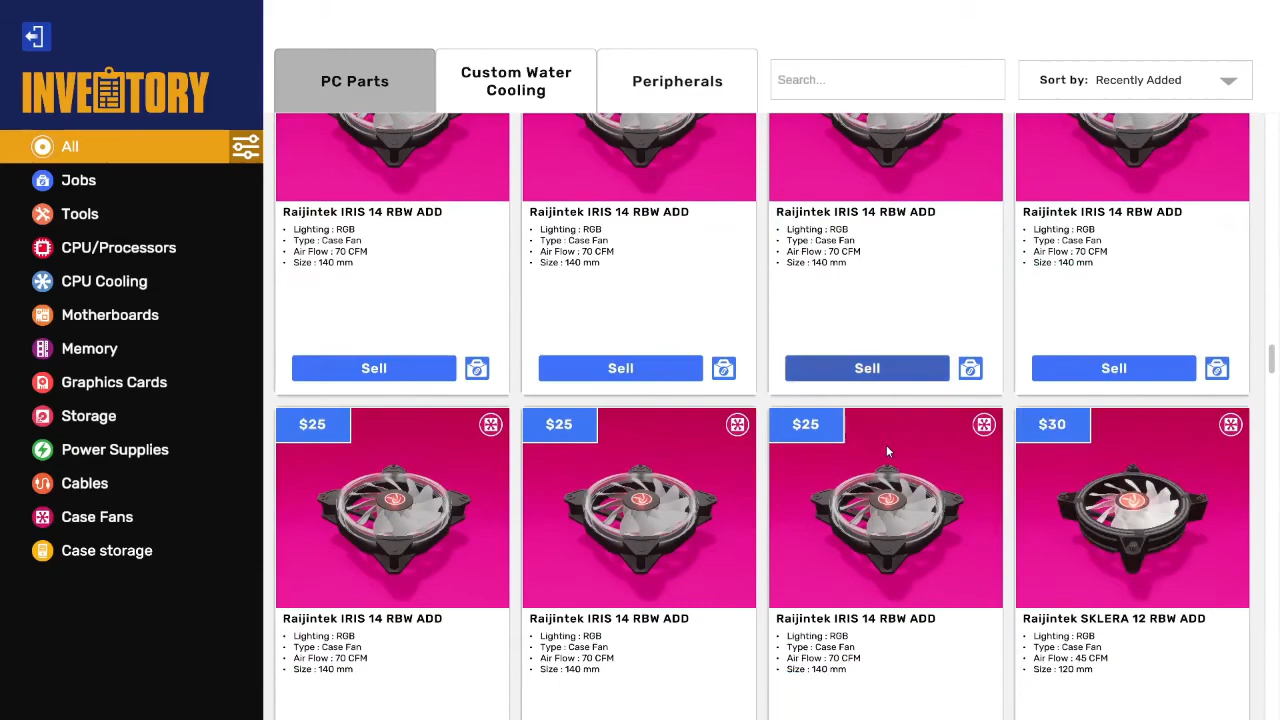 INVENTORY
All
Jobs
Tools
CPU/Processors
CPU Cooling
Motherboards
Memory
Graphics Cards
Storage
Power Supplies
Cables
Case Fans
Case storage
PC Parts
Custom Water
Cooling
Peripherals
Search...
Sort by: Recently Added
Raijintek IRIS 14 RBW ADD
• Lighting : RGB
• Type : Case Fan
• Air Flow : 70 CFM
• Size : 140 mm
Sell
Raijintek IRIS 14 RBW ADD
• Lighting : RGB
• Type : Case Fan
• Air Flow : 70 CFM
• Size : 140 mm
Sell
Raijintek IRIS 14 RBW ADD
• Lighting : RGB
• Type : Case Fan
• Air Flow : 70 CFM
• Size : 140 mm
Sell
Raijintek IRIS 14 RBW ADD
• Lighting : RGB
• Type : Case Fan
• Air Flow : 70 CFM
• Size : 140 mm
Sell
$25
Raijintek IRIS 14 RBW ADD
• Lighting : RGB
• Type : Case Fan
• Air Flow : 70 CFM
• Size : 140 mm
$25
Raijintek IRIS 14 RBW ADD
• Lighting : RGB
• Type : Case Fan
• Air Flow : 70 CFM
• Size : 140 mm
$25
Raijintek IRIS 14 RBW ADD
• Lighting : RGB
• Type : Case Fan
• Air Flow : 70 CFM
• Size : 140 mm
$30
Raijintek SKLERA 12 RBW ADD
• Lighting : RGB
• Type : Case Fan
• Air Flow : 45 CFM
• Size : 120 mm